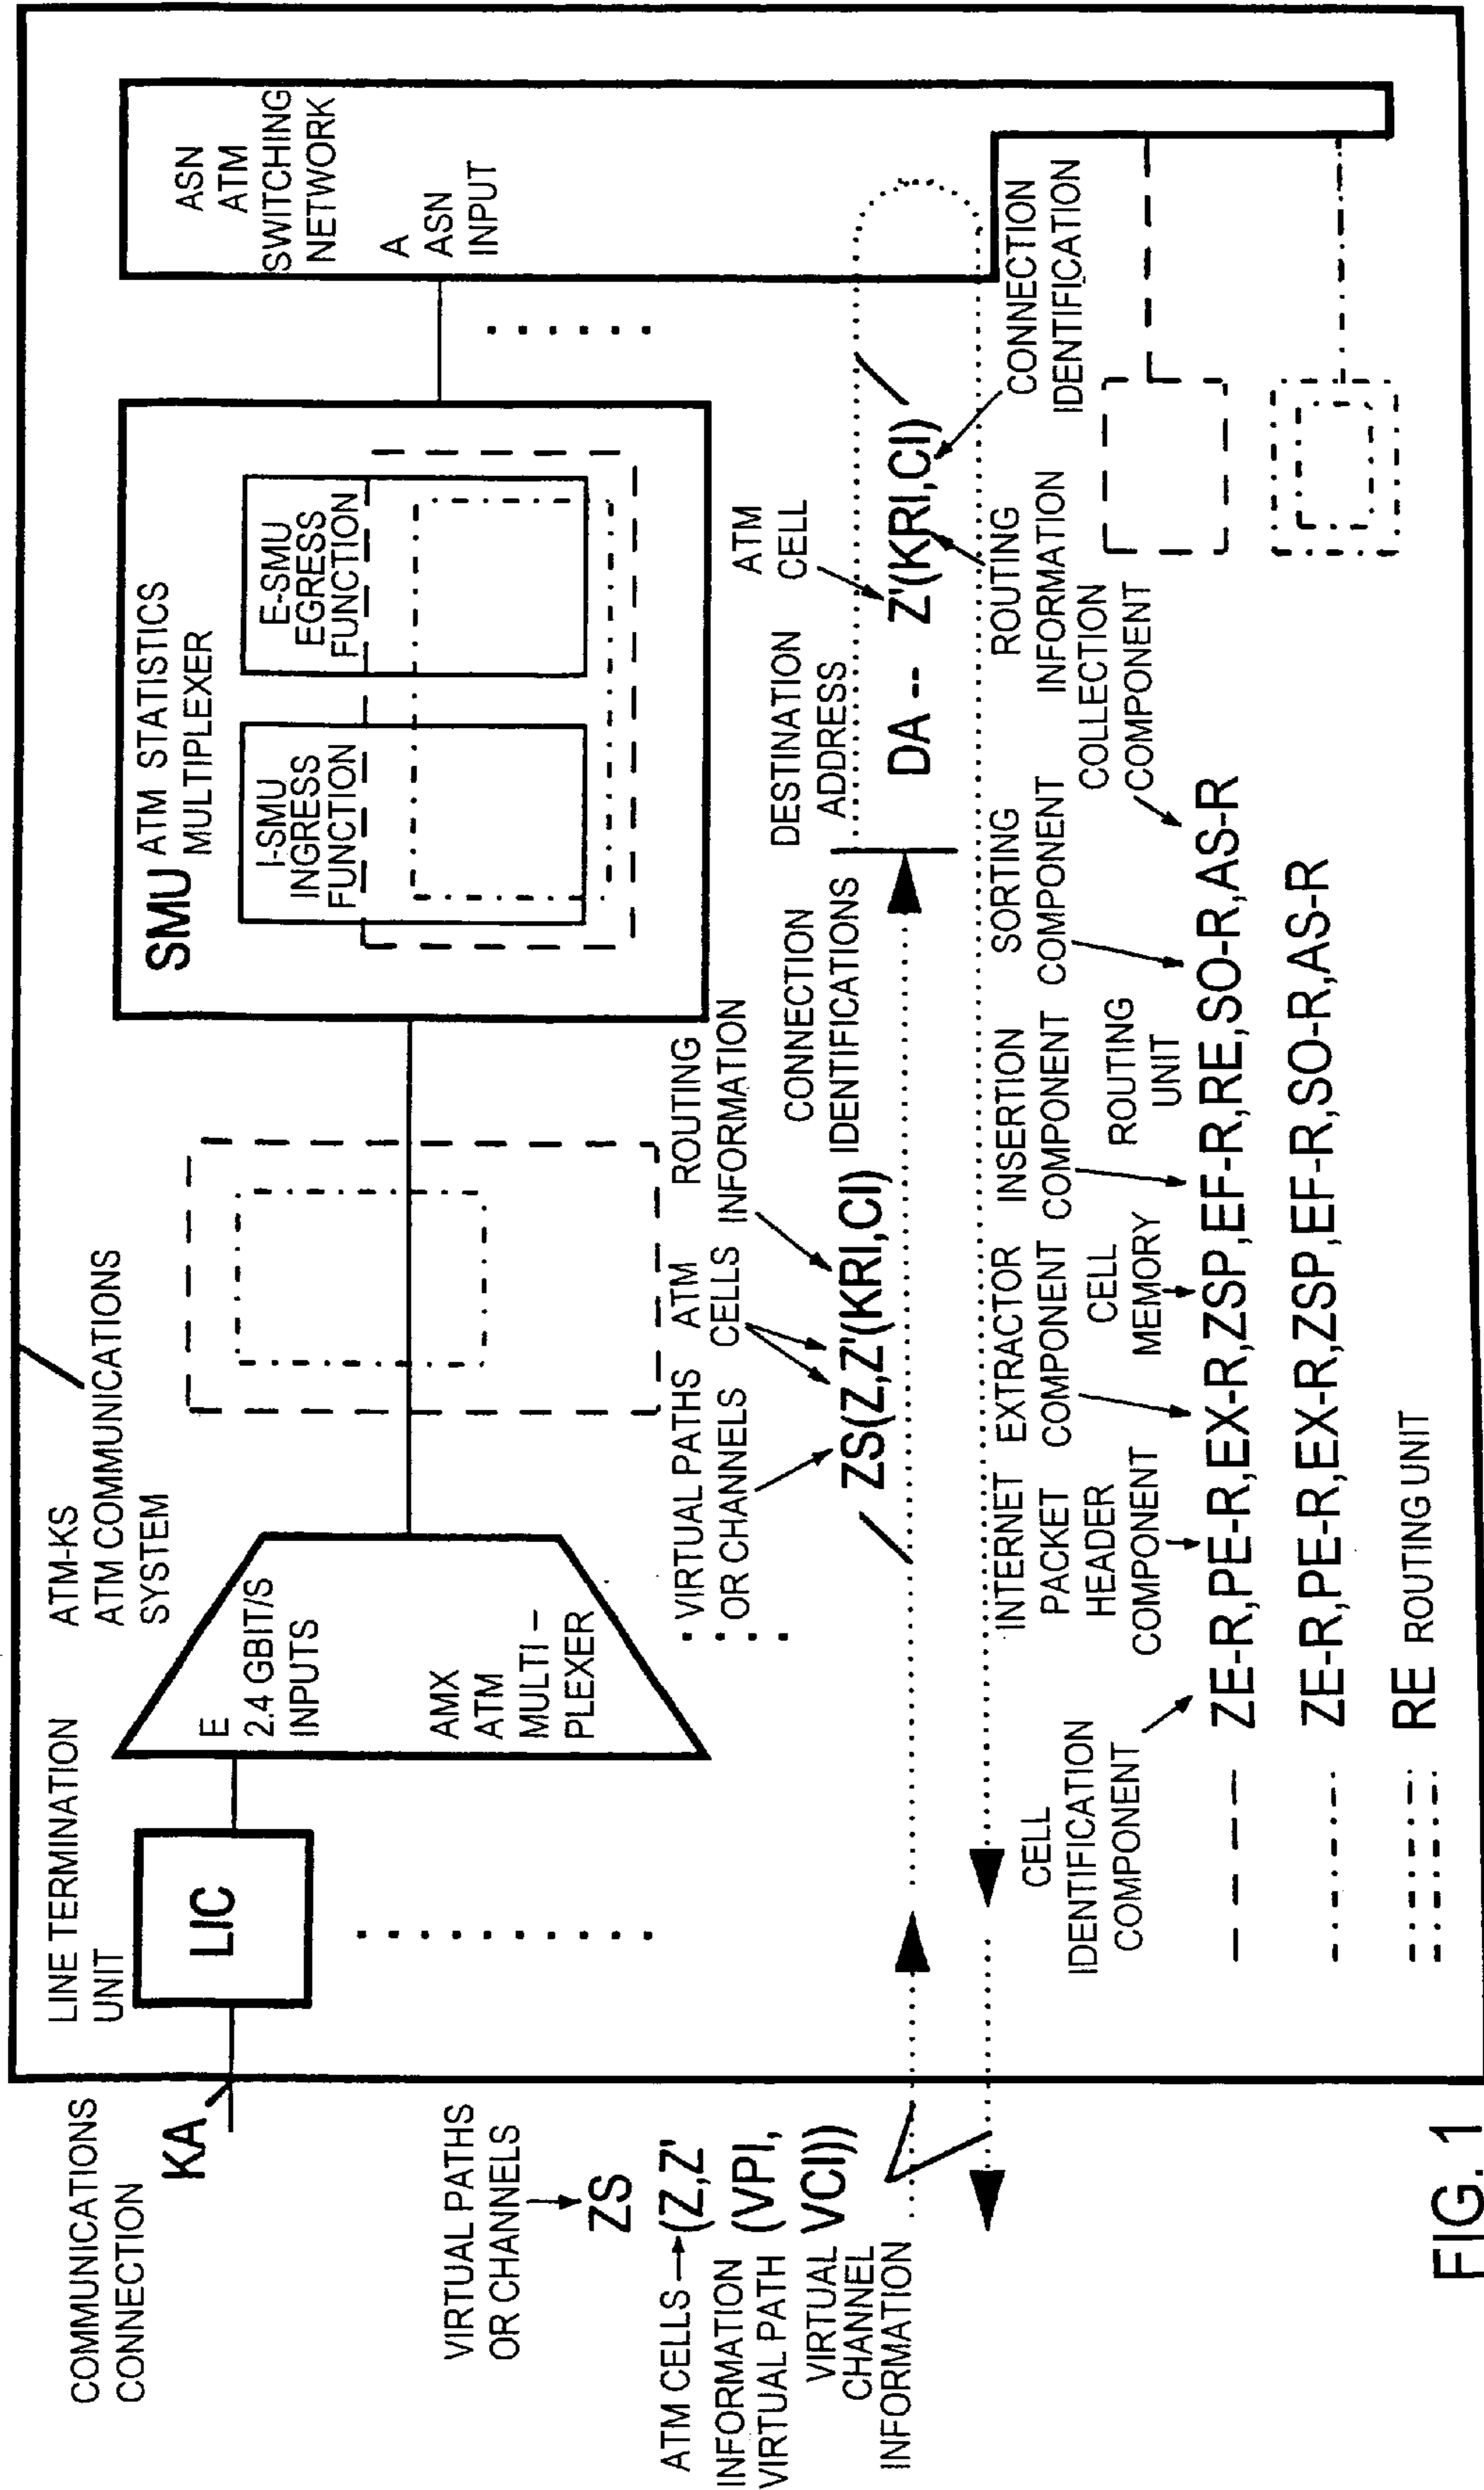 COMMUNICATIONS
CONNECTION
KA
LINE TERMINATION
UNIT
LIC
ATM-KS
ATM COMMUNICATIONS
SYSTEM
E
2.4 GBIT/S
INPUTS
AMX
ATM
MULTI-
PLEXER
SMU
ATM STATISTICS
MULTIPLEXER
I-SMU
INGRESS
FUNCTION
E-SMU
EGRESS
FUNCTION
ASN
ATM
SWITCHING
NETWORK
A
ASN
INPUT
VIRTUAL PATHS
OR CHANNELS
ZS
ATM CELLS
(Z,Z'
INFORMATION
VIRTUAL PATH
(VPI,
VIRTUAL
CHANNEL
INFORMATION
VCI))
VIRTUAL PATHS
OR CHANNELS
ATM
CELLS
ROUTING
INFORMATION
ZS(Z,Z'(KRI,CI)
CONNECTION
IDENTIFICATIONS
DESTINATION
ADDRESS
ATM
CELL
DA -- Z'(KRI,CI)
CONNECTION
IDENTIFICATION
ROUTING
INFORMATION
CELL
IDENTIFICATION
COMPONENT
INTERNET
PACKET
HEADER
COMPONENT
EXTRACTOR
COMPONENT
CELL
MEMORY
INSERTION
COMPONENT
ROUTING
UNIT
SORTING
COMPONENT
COLLECTION
COMPONENT
ZE-R,PE-R,EX-R,ZSP,EF-R,RE,SO-R,AS-R
ZE-R,PE-R,EX-R,ZSP,EF-R,SO-R,AS-R
RE ROUTING UNIT
FIG. 1